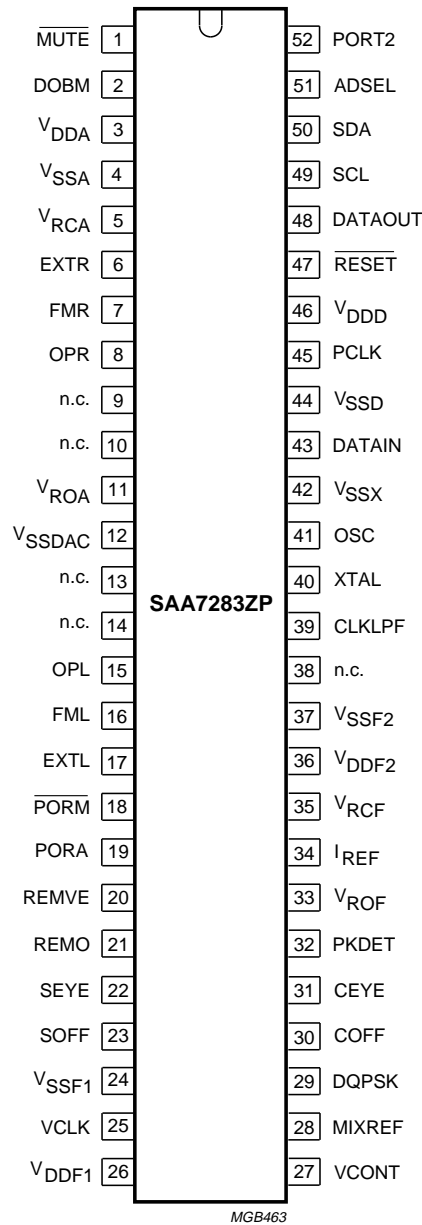 MUTE 1 52 PORT2
DOBM 2 51 ADSEL
VDDA 3 50 SDA
VSSA 4 49 SCL
VRCA 5 48 DATAOUT
EXTR 6 47 RESET
FMR 7 46 VDDD
OPR 8 45 PCLK
n.c. 9 44 VSSD
n.c. 10 43 DATAIN
VROA 11 42 VSSX
VSSDAC 12 41 OSC
n.c. 13 40 XTAL
SAA7283ZP
n.c. 14 39 CLKLPF
OPL 15 38 n.c.
FML 16 37 VSSF2
EXTL 17 36 VDDF2
PORM 18 35 VRCF
PORA 19 34 IREF
REMVE 20 33 VROF
REMO 21 32 PKDET
SEYE 22 31 CEYE
SOFF 23 30 COFF
VSSF1 24 29 DQPSK
VCLK 25 28 MIXREF
VDDF1 26 27 VCONT
MGB463